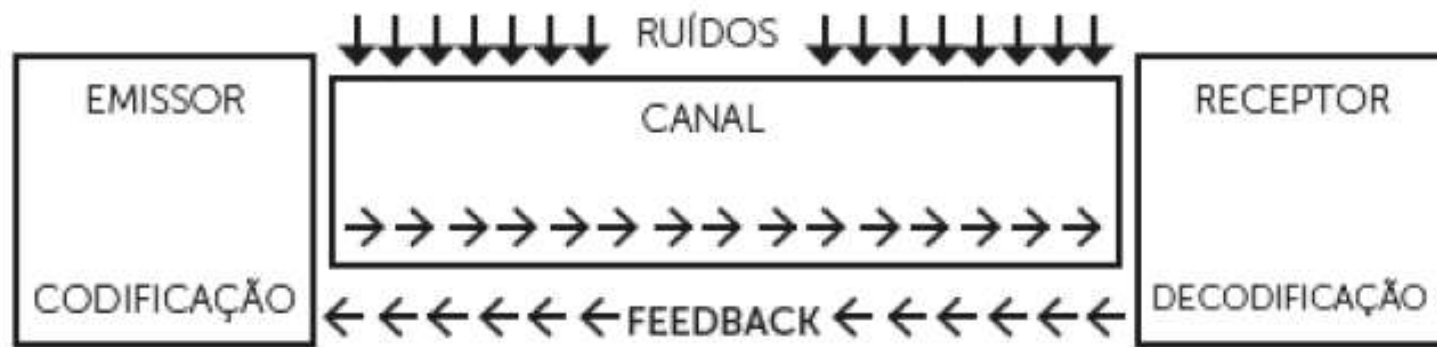 RUÍDOS
EMISSOR
CANAL
RECEPTOR
CODIFICAÇÃO
FEEDBACK
DECODIFICAÇÃO